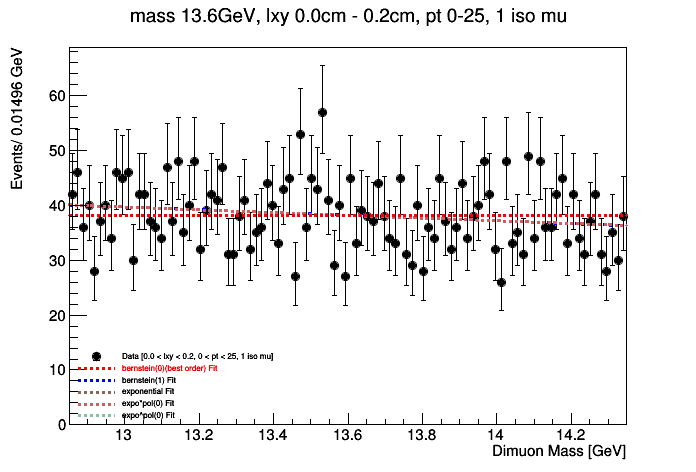 mass 13.6GeV, lxy 0.0cm - 0.2cm, pt 0-25, 1 iso mu
Events/ 0.01496 GeV
60
50
40
30
20
10
0
Data [0.0 < lxy < 0.2, 0 < pt < 25, 1 iso mu]
bernstein(0)(best order) Fit
bernstein(1) Fit
exponential Fit
expo*pol(0) Fit
expo*pol(0) Fit
13 13.2 13.4 13.6 13.8 14 14.2
Dimuon Mass [GeV]